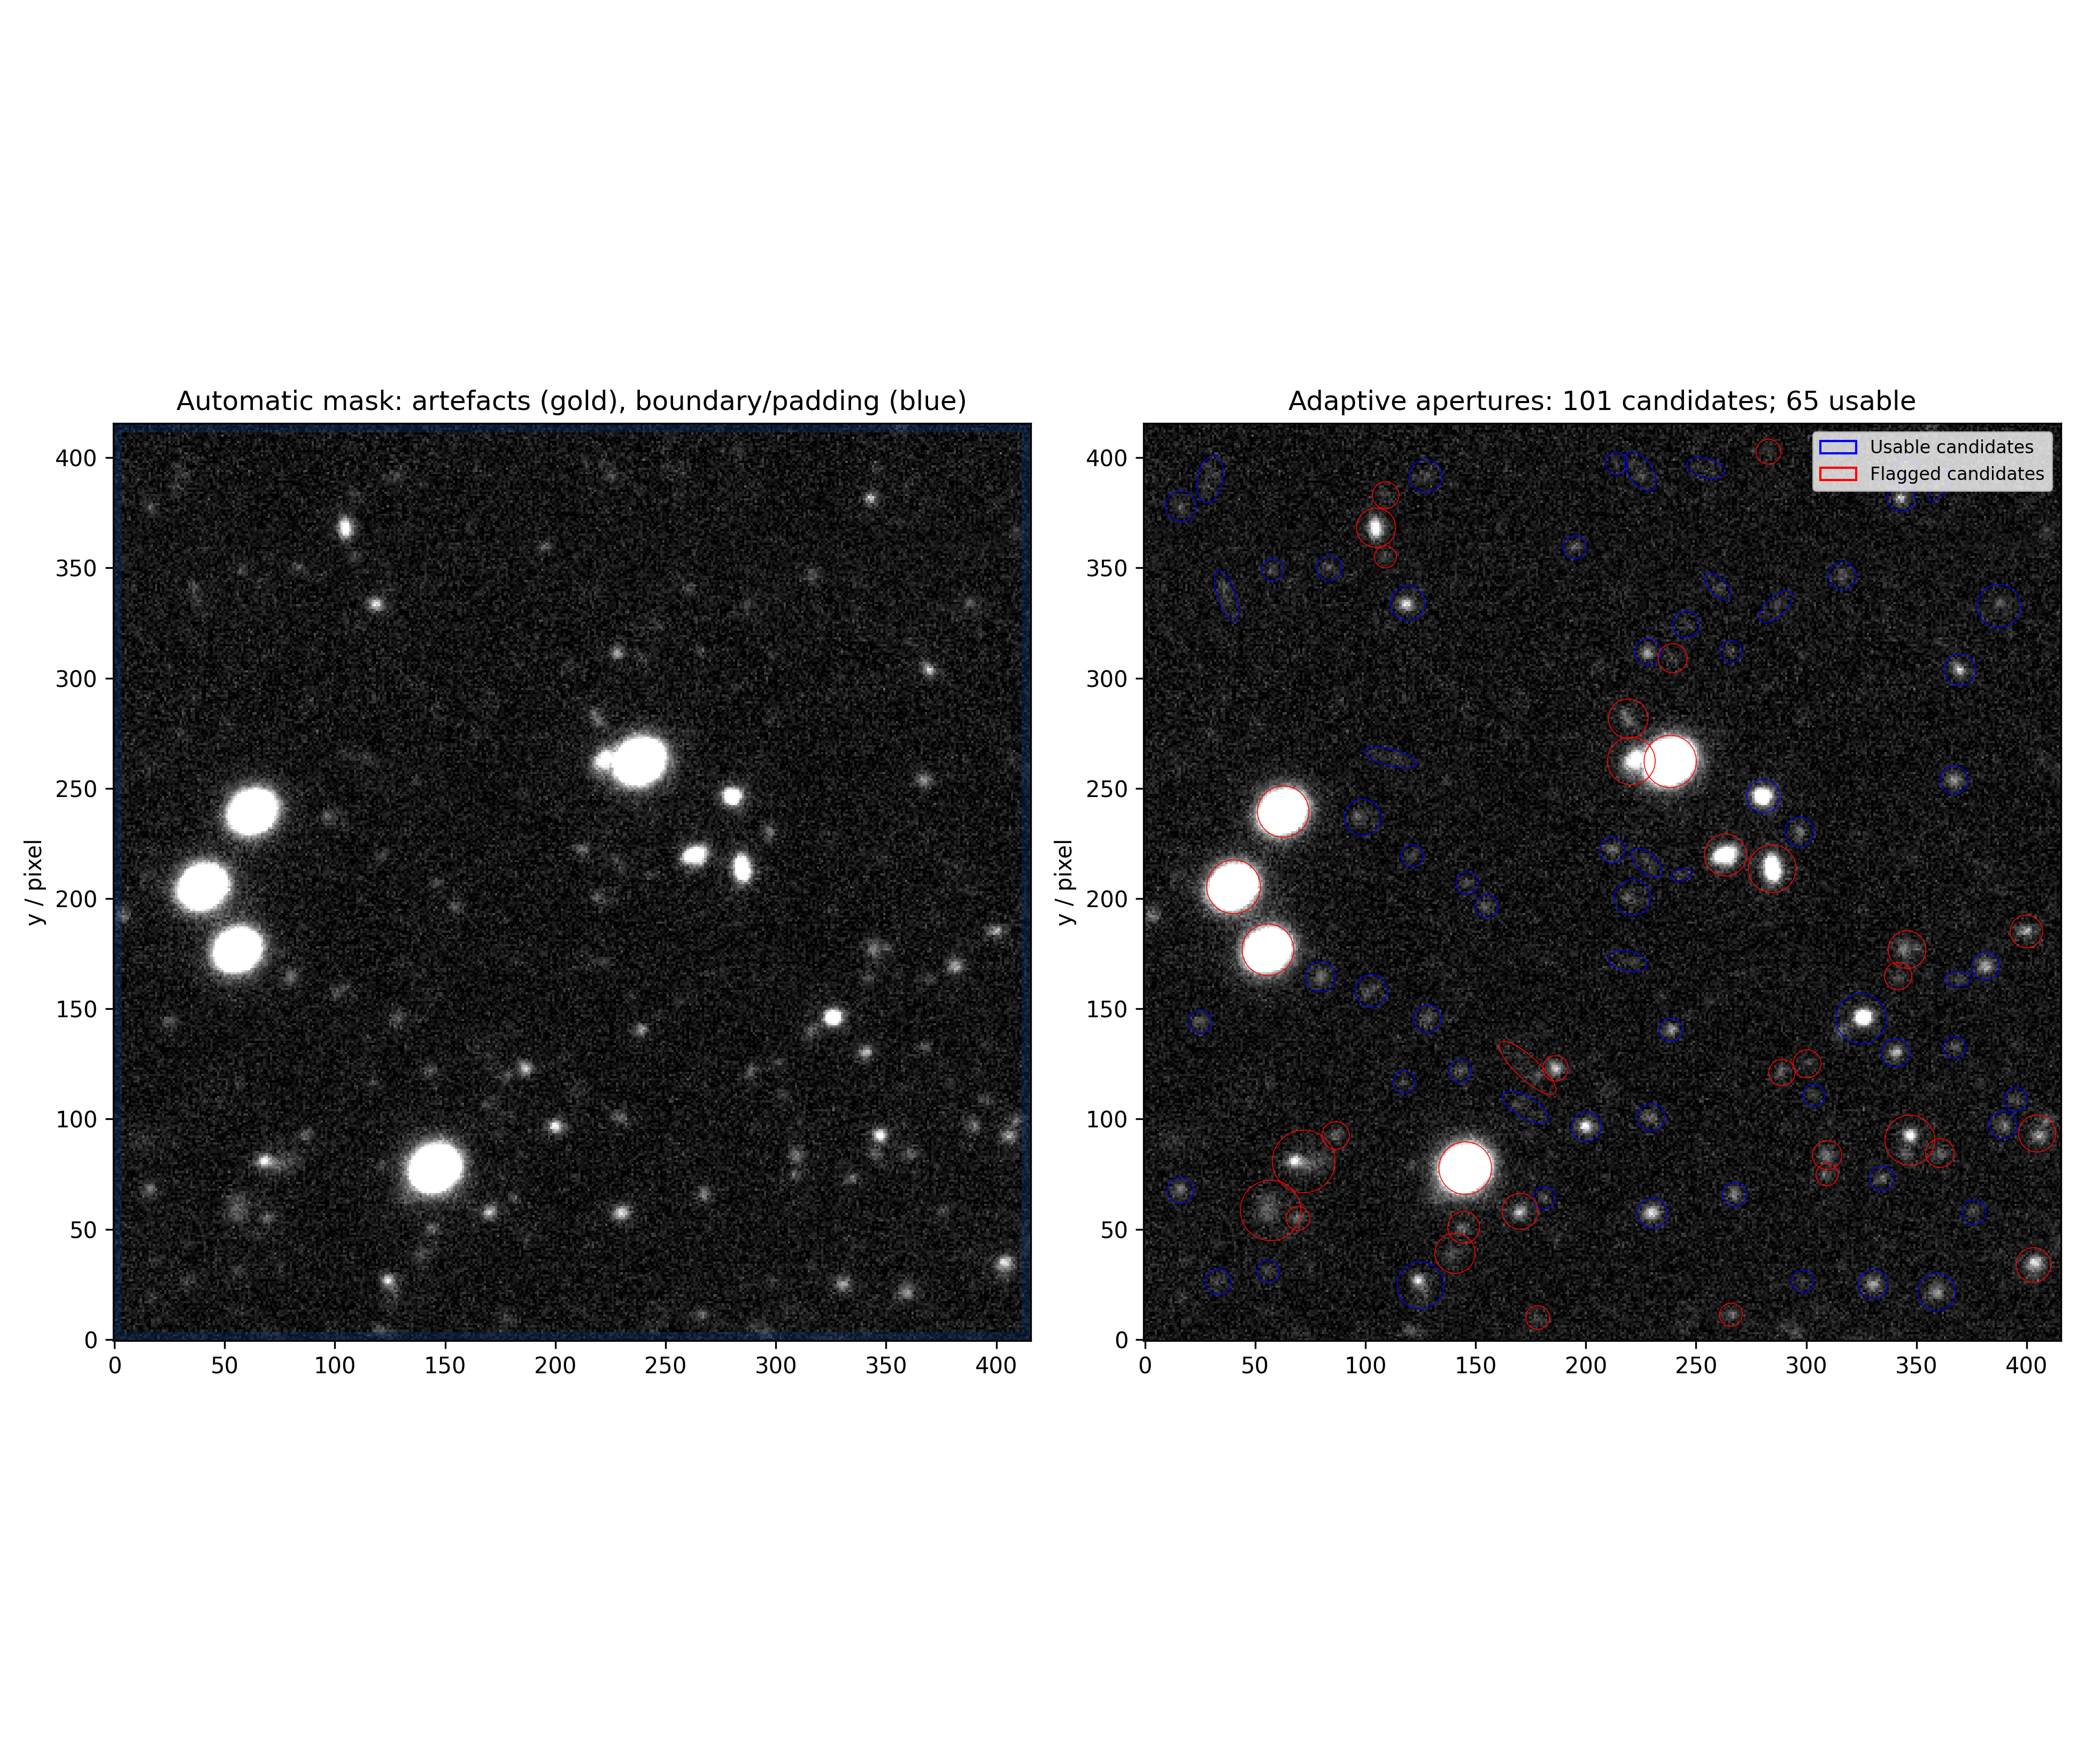 Automatic mask: artefacts (gold), boundary/padding (blue)
400
350
300
250
200
150
100
50
0
y / pixel
0 50 100 150 200 250 300 350 400
Adaptive apertures: 101 candidates; 65 usable
Usable candidates
Flagged candidates
400
350
300
250
200
150
100
50
0
y / pixel
0 50 100 150 200 250 300 350 400